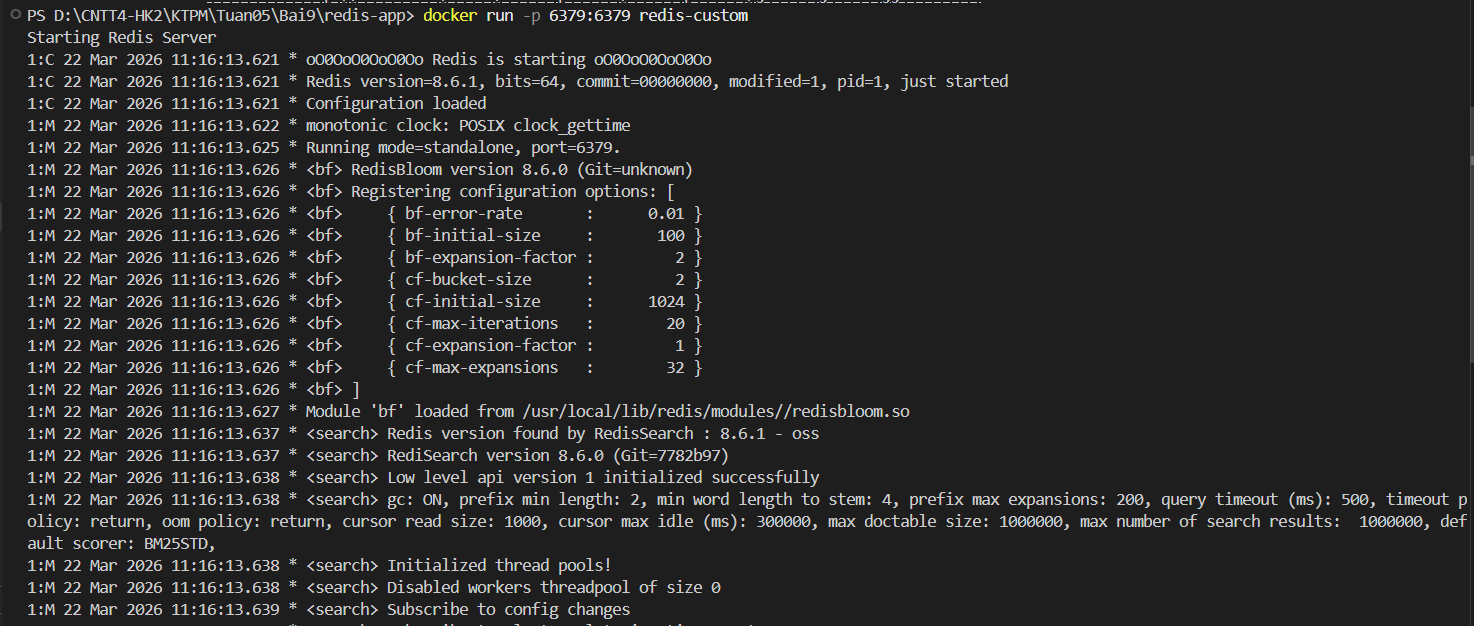 PS D:\CNTT4-HK2\KTPM\Tuan05\Bai9\redis-app> docker run -p 6379:6379 redis-custom
Starting Redis Server
1:C 22 Mar 2026 11:16:13.621 * oO0OoO0OoO0Oo Redis is starting oO0OoO0OoO0Oo
1:C 22 Mar 2026 11:16:13.621 * Redis version=8.6.1, bits=64, commit=00000000, modified=1, pid=1, just started
1:C 22 Mar 2026 11:16:13.621 * Configuration loaded
1:M 22 Mar 2026 11:16:13.622 * monotonic clock: POSIX clock_gettime
1:M 22 Mar 2026 11:16:13.625 * Running mode=standalone, port=6379.
1:M 22 Mar 2026 11:16:13.626 * <bf> RedisBloom version 8.6.0 (Git=unknown)
1:M 22 Mar 2026 11:16:13.626 * <bf> Registering configuration options: [
1:M 22 Mar 2026 11:16:13.626 * <bf>     { bf-error-rate       :      0.01 }
1:M 22 Mar 2026 11:16:13.626 * <bf>     { bf-initial-size     :       100 }
1:M 22 Mar 2026 11:16:13.626 * <bf>     { bf-expansion-factor :         2 }
1:M 22 Mar 2026 11:16:13.626 * <bf>     { cf-bucket-size      :         2 }
1:M 22 Mar 2026 11:16:13.626 * <bf>     { cf-initial-size     :      1024 }
1:M 22 Mar 2026 11:16:13.626 * <bf>     { cf-max-iterations   :        20 }
1:M 22 Mar 2026 11:16:13.626 * <bf>     { cf-expansion-factor :         1 }
1:M 22 Mar 2026 11:16:13.626 * <bf>     { cf-max-expansions   :        32 }
1:M 22 Mar 2026 11:16:13.626 * <bf> ]
1:M 22 Mar 2026 11:16:13.627 * Module 'bf' loaded from /usr/local/lib/redis/modules//redisbloom.so
1:M 22 Mar 2026 11:16:13.637 * <search> Redis version found by RedisSearch : 8.6.1 - oss
1:M 22 Mar 2026 11:16:13.637 * <search> RediSearch version 8.6.0 (Git=7782b97)
1:M 22 Mar 2026 11:16:13.638 * <search> Low level api version 1 initialized successfully
1:M 22 Mar 2026 11:16:13.638 * <search> gc: ON, prefix min length: 2, min word length to stem: 4, prefix max expansions: 200, query timeout (ms): 500, timeout p
olicy: return, oom policy: return, cursor read size: 1000, cursor max idle (ms): 300000, max doctable size: 1000000, max number of search results:  1000000, def
ault scorer: BM25STD,
1:M 22 Mar 2026 11:16:13.638 * <search> Initialized thread pools!
1:M 22 Mar 2026 11:16:13.638 * <search> Disabled workers threadpool of size 0
1:M 22 Mar 2026 11:16:13.639 * <search> Subscribe to config changes